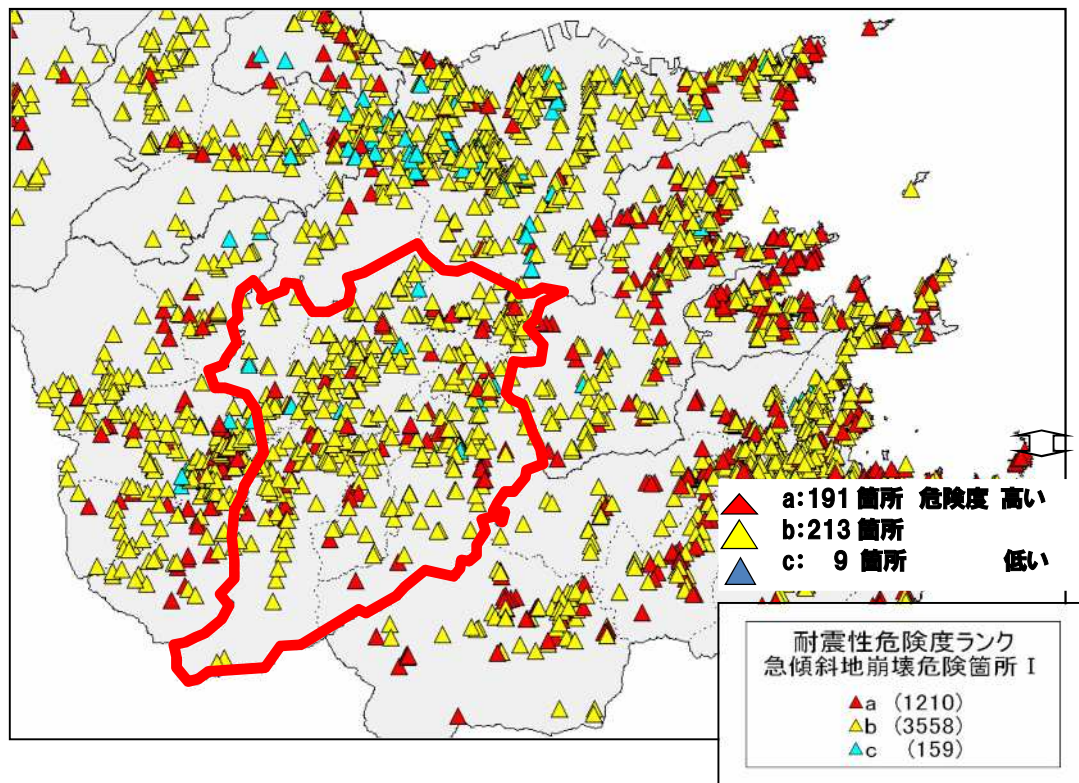 a:191 箇所 危険度 高い
b:213 箇所
c: 9 箇所 低い
耐震性危険度ランク
急傾斜地崩壊危険箇所 I
a (1210)
b (3558)
c (159)